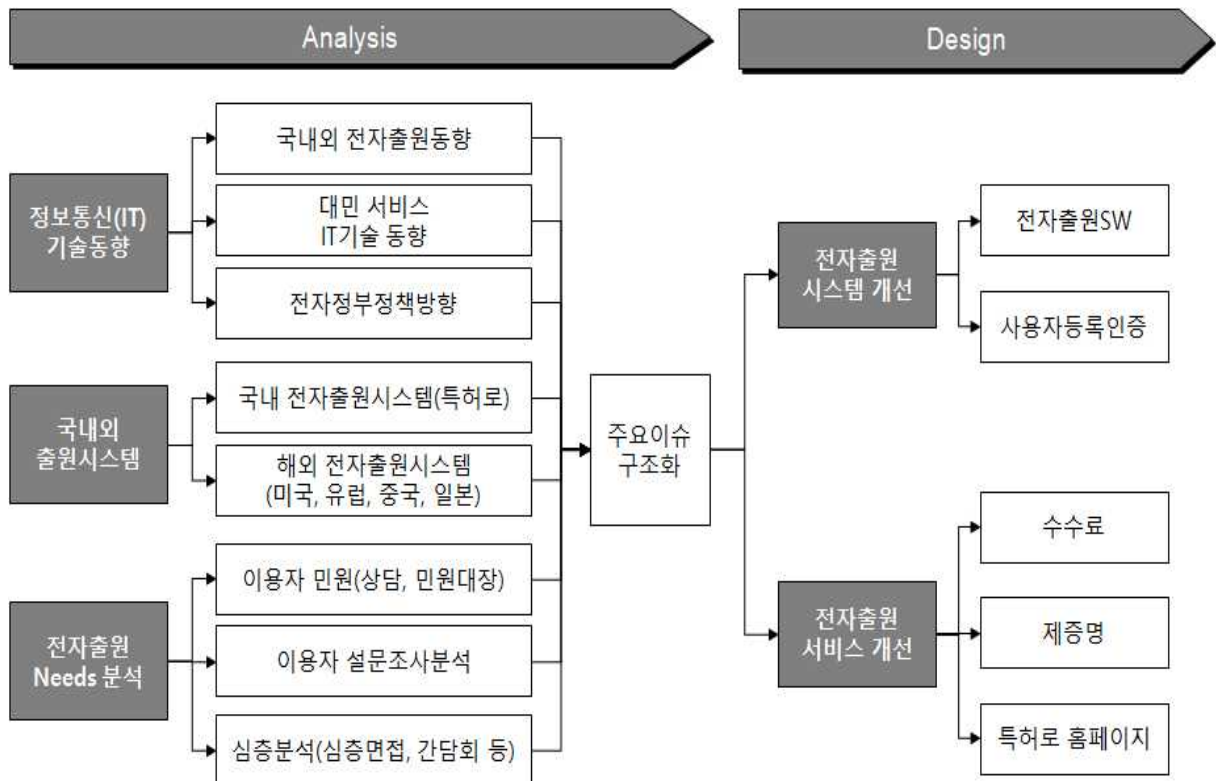 Analysis
Design
정보통신(IT)
기술동향
국내외 전자출원동향
대민 서비스
IT기술 동향
전자정부정책방향
국내외
출원시스템
국내 전자출원시스템(특허로)
해외 전자출원시스템
(미국, 유럽, 중국, 일본)
전자출원
Needs 분석
이용자 민원(상담, 민원대장)
이용자 설문조사분석
심층분석(심층면접, 간담회 등)
주요이슈
구조화
전자출원
시스템 개선
전자출원SW
사용자등록인증
전자출원
서비스 개선
수수료
제증명
특허로 홈페이지